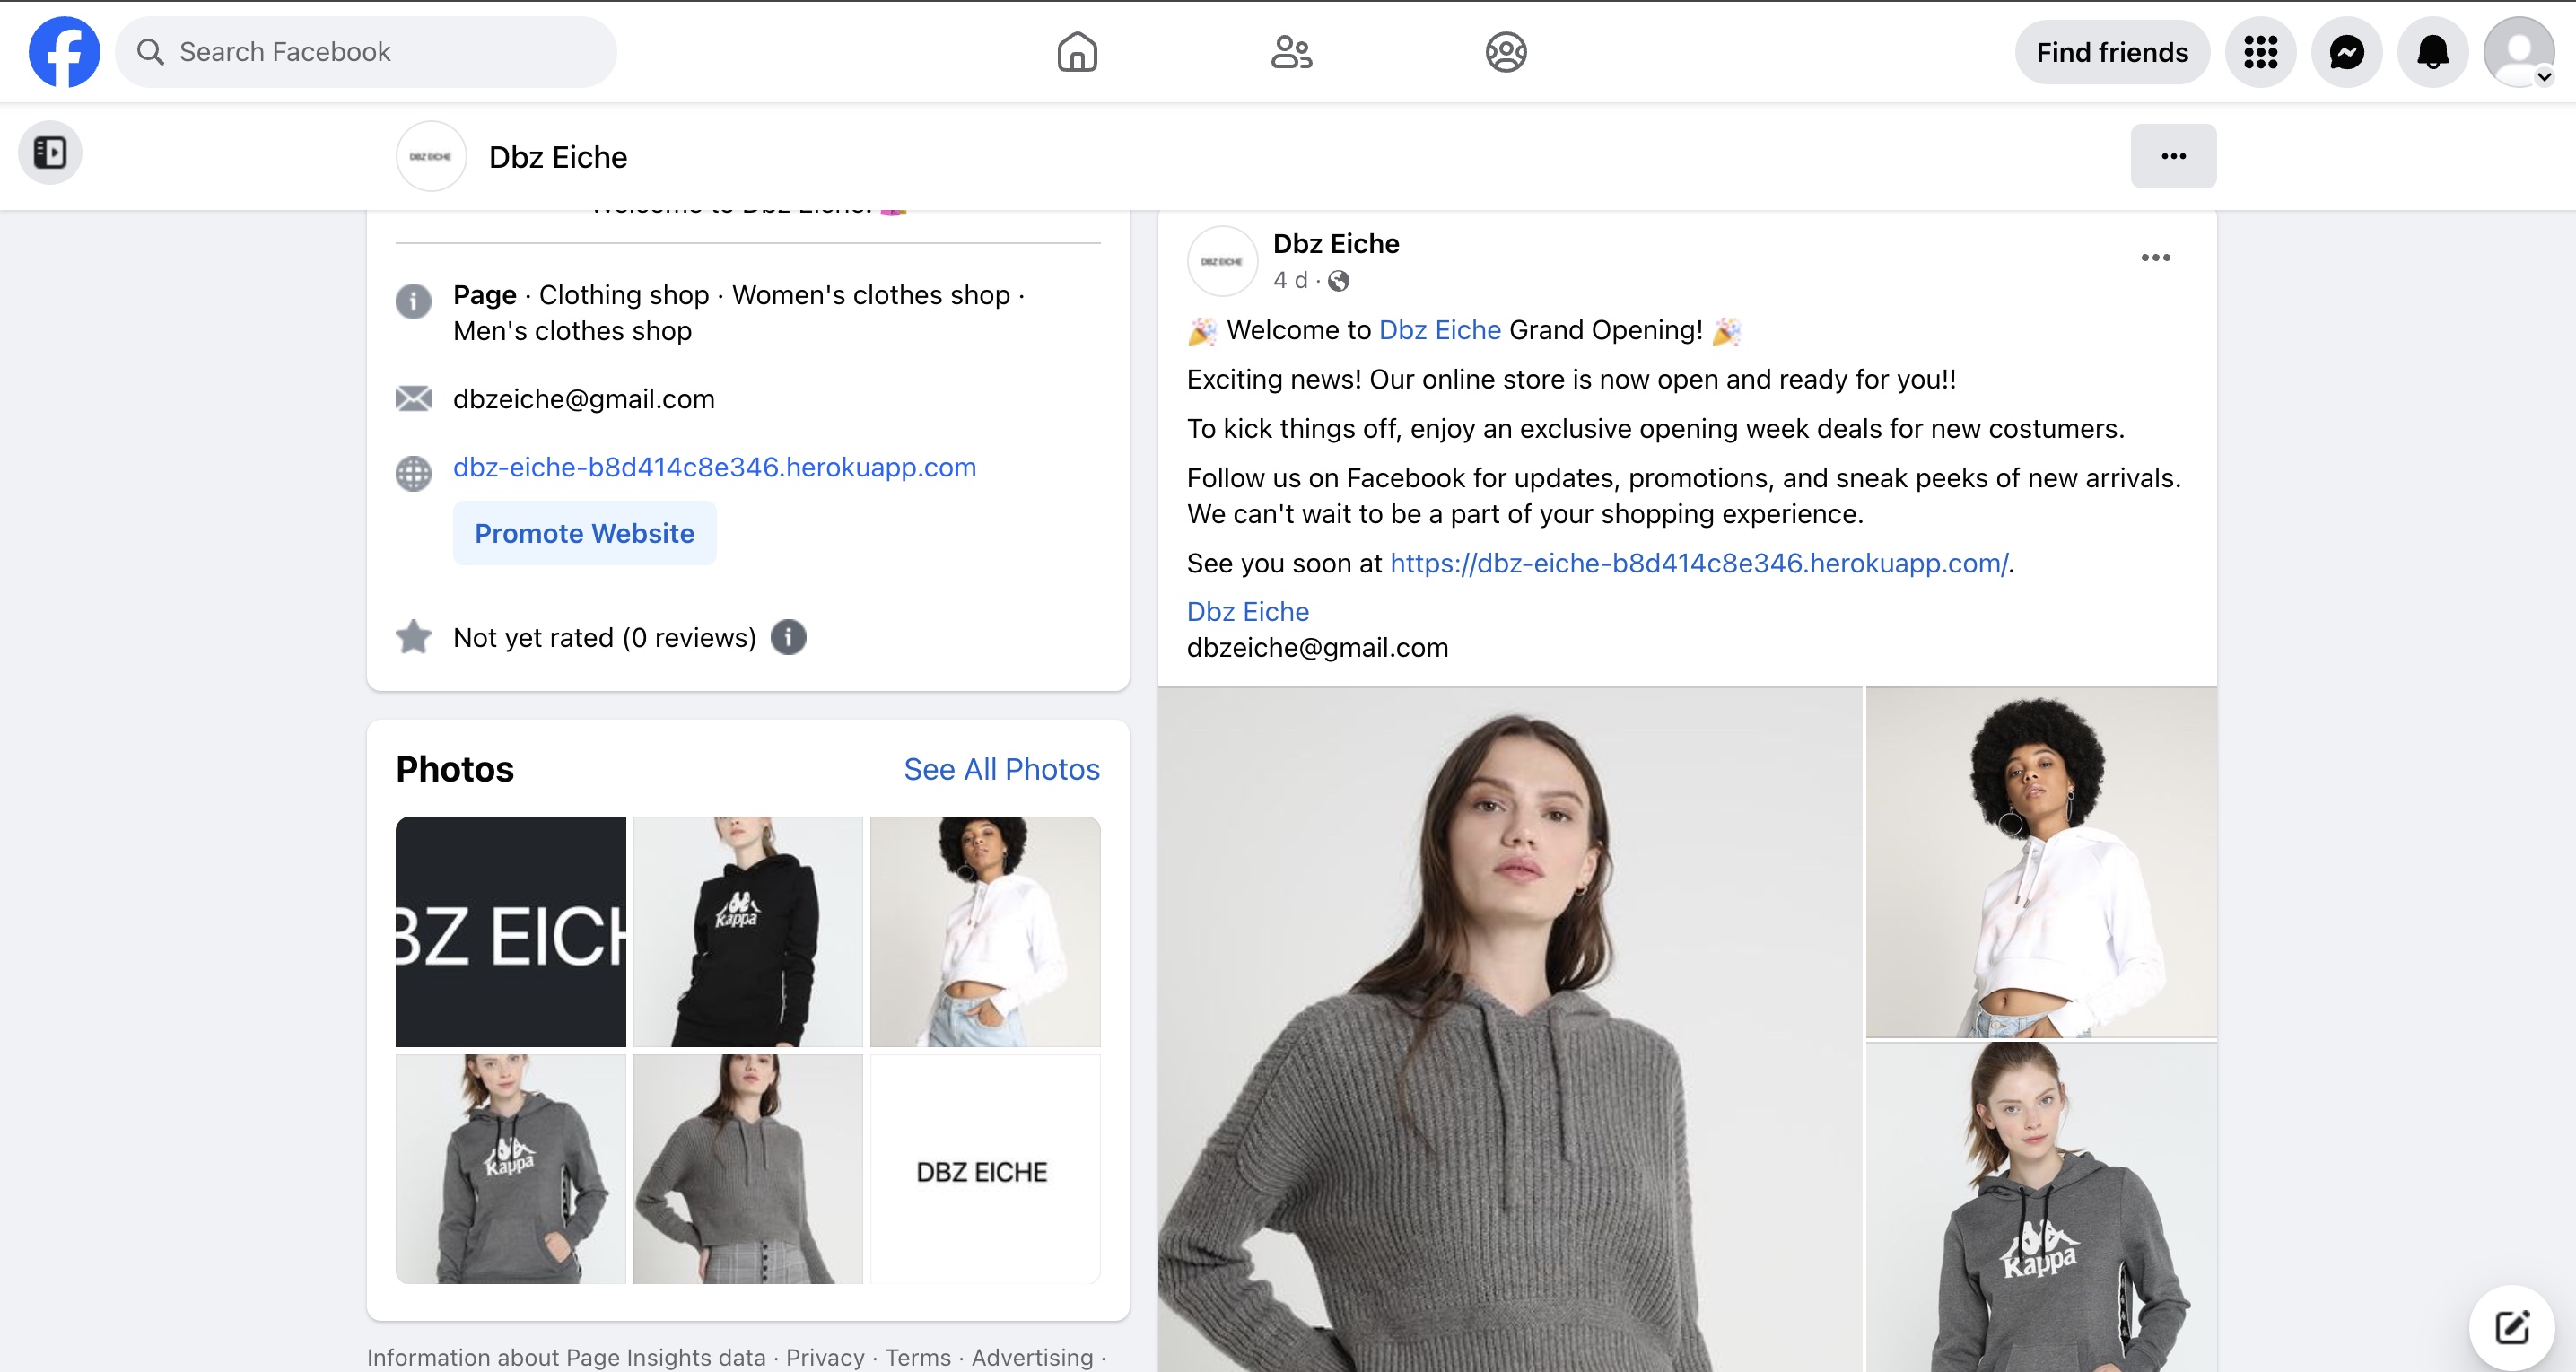 Search Facebook
Find friends
DBZ EICHE
Dbz Eiche
Welcome to Dbz Eiche!
Page · Clothing shop · Women's clothes shop ·
Men's clothes shop
dbzeiche@gmail.com
dbz-eiche-b8d414c8e346.herokuapp.com
Promote Website
Not yet rated (0 reviews)
Photos
See All Photos
BZ EICH
Kappa
Kappa
DBZ EICHE
Information about Page Insights data · Privacy · Terms · Advertising ·
DBZ EICHE
Dbz Eiche
4 d ·
🎉 Welcome to Dbz Eiche Grand Opening! 🎉
Exciting news! Our online store is now open and ready for you!!
To kick things off, enjoy an exclusive opening week deals for new costumers.
Follow us on Facebook for updates, promotions, and sneak peeks of new arrivals.
We can't wait to be a part of your shopping experience.
See you soon at https://dbz-eiche-b8d414c8e346.herokuapp.com/.
Dbz Eiche
dbzeiche@gmail.com
Kappa